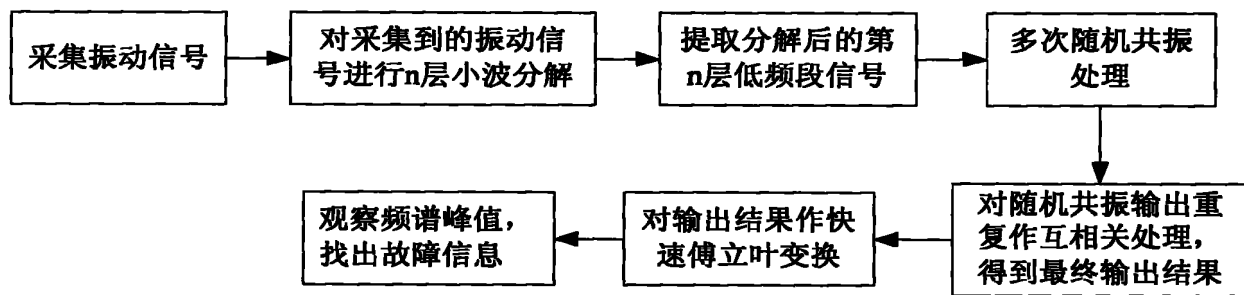 采集振动信号
对采集到的振动信
号进行n层小波分解
提取分解后的第
n层低频段信号
多次随机共振
处理
对随机共振输出重
复作互相关处理，
得到最终输出结果
对输出结果作快
速傅立叶变换
观察频谱峰值，
找出故障信息